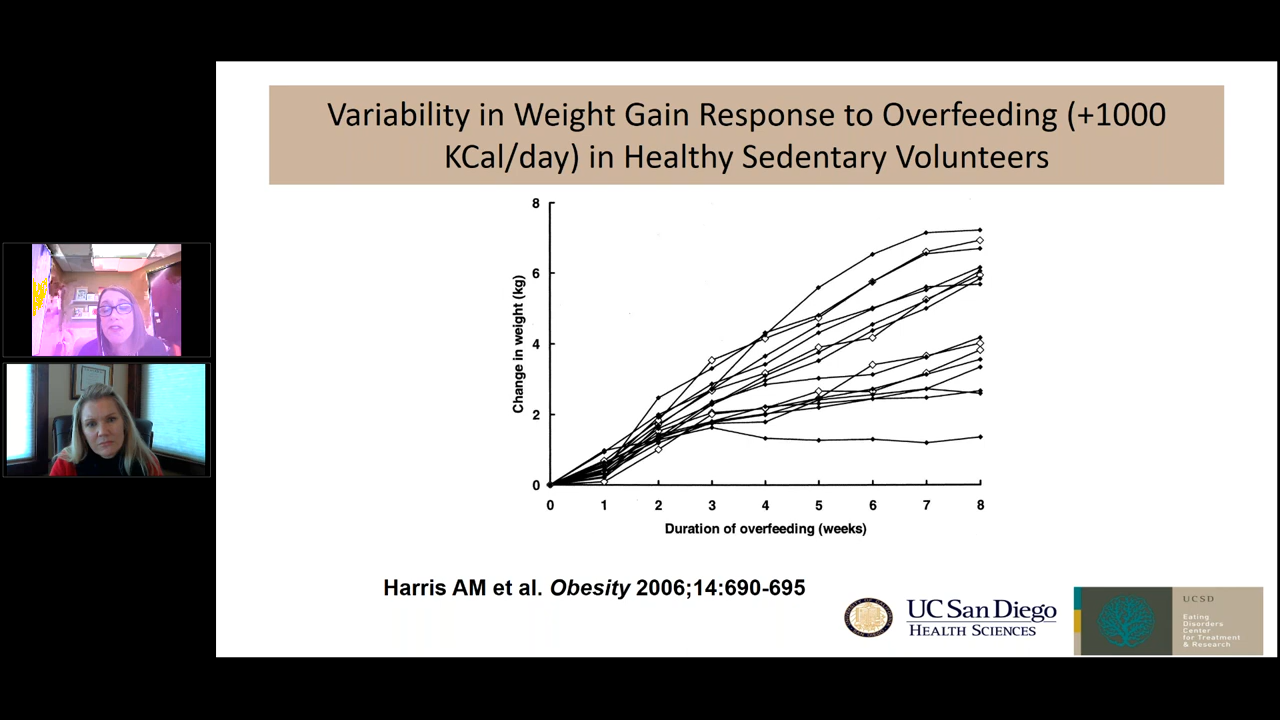 Variability in Weight Gain Response to Overfeeding (+1000
KCal/day) in Healthy Sedentary Volunteers
8
6
4
2
0
Change in weight (kg)
0 1 2 3 4 5 6 7 8
Duration of overfeeding (weeks)
Harris AM et al. Obesity 2006;14:690-695
UC San Diego
HEALTH SCIENCES
UCSD
Eating
Disorders
Center
for Treatment
& Research